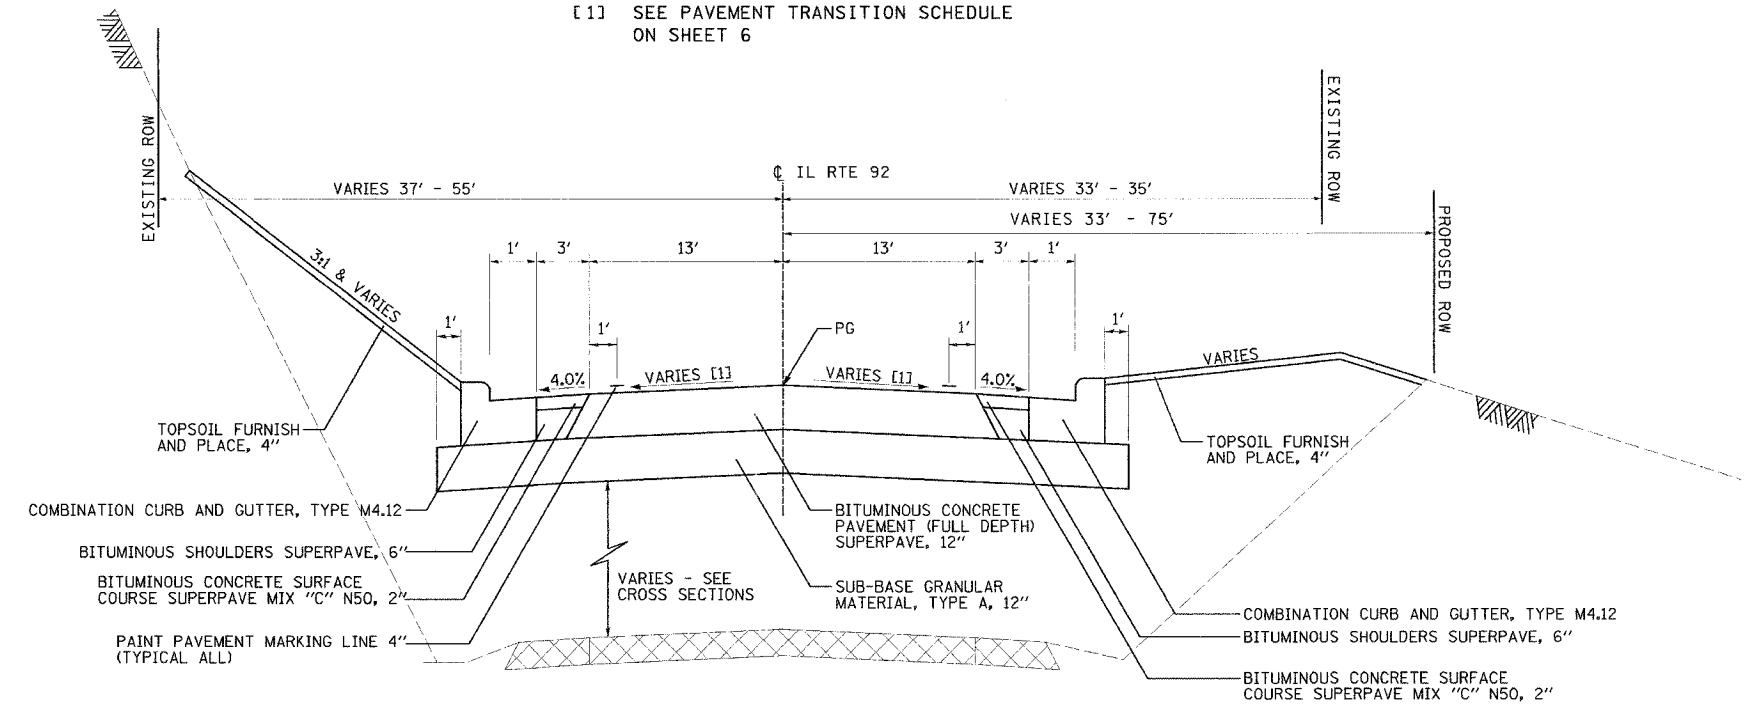 [1] SEE PAVEMENT TRANSITION SCHEDULE
ON SHEET 6
EXISTING ROW
EXISTING ROW
PROPOSED ROW
℄ IL RTE 92
VARIES 37' - 55'
VARIES 33' - 35'
VARIES 33' - 75'
1'
3'
13'
13'
3'
1'
3:1 & VARIES
1'
1'
PG
1'
1'
4.0%
VARIES [1]
VARIES [1]
4.0%
VARIES
TOPSOIL FURNISH
AND PLACE, 4"
TOPSOIL FURNISH
AND PLACE, 4"
COMBINATION CURB AND GUTTER, TYPE M4.12
BITUMINOUS SHOULDERS SUPERPAVE, 6"
BITUMINOUS CONCRETE SURFACE
COURSE SUPERPAVE MIX "C" N50, 2"
PAINT PAVEMENT MARKING LINE 4"
(TYPICAL ALL)
VARIES - SEE
CROSS SECTIONS
BITUMINOUS CONCRETE
PAVEMENT (FULL DEPTH)
SUPERPAVE, 12"
SUB-BASE GRANULAR
MATERIAL, TYPE A, 12"
COMBINATION CURB AND GUTTER, TYPE M4.12
BITUMINOUS SHOULDERS SUPERPAVE, 6"
BITUMINOUS CONCRETE SURFACE
COURSE SUPERPAVE MIX "C" N50, 2"